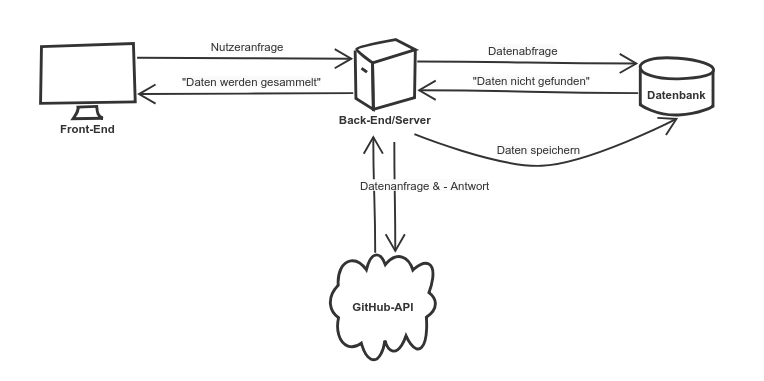 Nutzeranfrage
Datenabfrage
"Daten werden gesammelt"
"Daten nicht gefunden"
Datenbank
Back-End/Server
Front-End
Daten speichern
Datenanfrage & - Antwort
GitHub-API